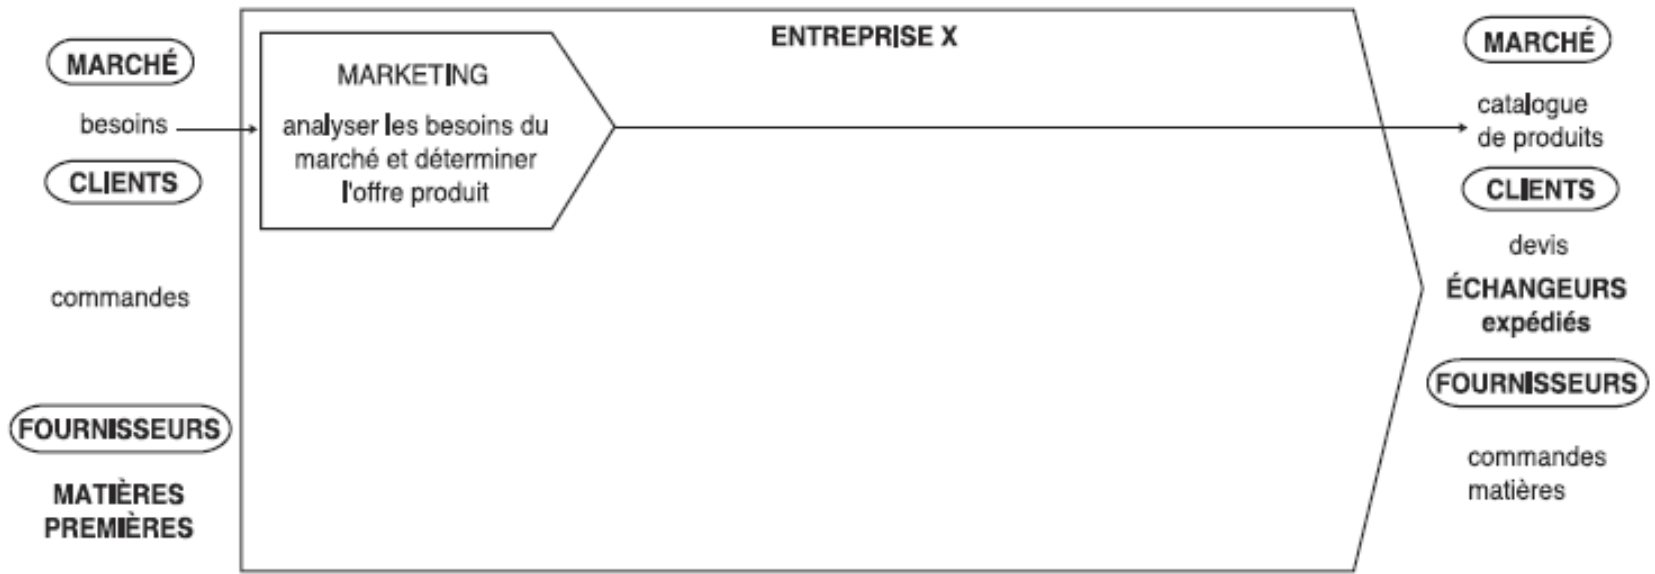 MARCHÉ
besoins
CLIENTS
commandes
FOURNISSEURS
MATIÈRES
PREMIÈRES
ENTREPRISE X
MARKETING
analyser les besoins du
marché et déterminer
l'offre produit
MARCHÉ
catalogue
de produits
CLIENTS
devis
ÉCHANGEURS
expédiés
FOURNISSEURS
commandes
matières